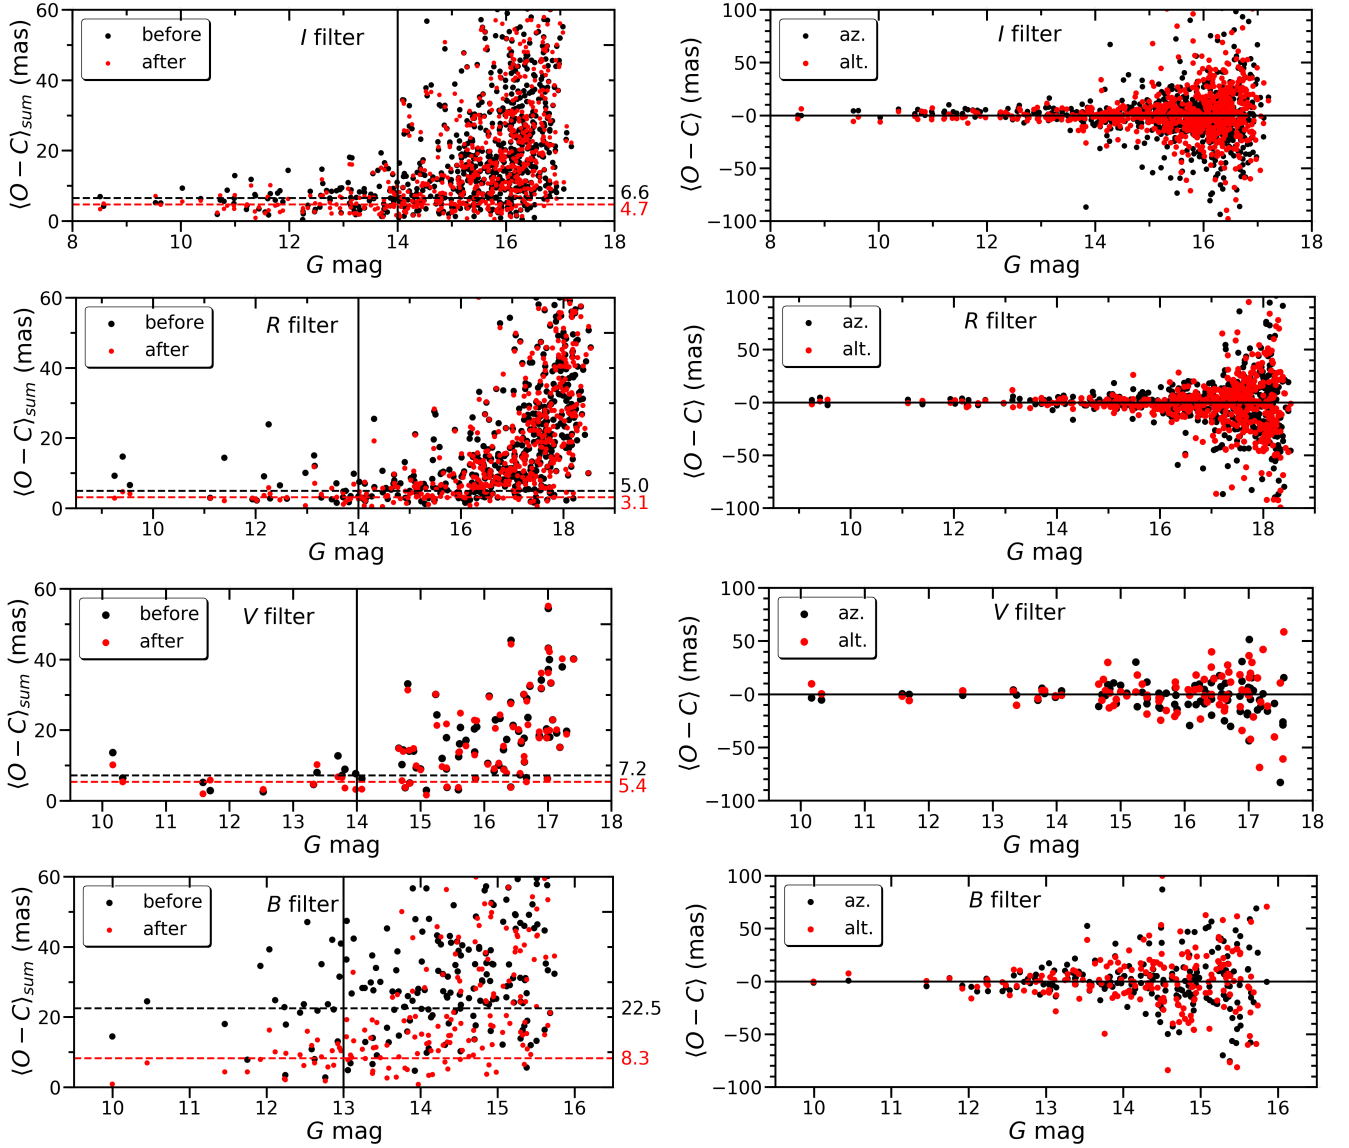 60
40
20
0
⟨O − C⟩sum (mas)
before
after
I filter
6.6
4.7
8 10 12 14 16 18
G mag
100
50
−0
−50
−100
⟨O − C⟩ (mas)
az.
alt.
I filter
8 10 12 14 16 18
G mag
60
40
20
0
⟨O − C⟩sum (mas)
before
after
R filter
5.0
3.1
10 12 14 16 18
G mag
100
50
−0
−50
−100
⟨O − C⟩ (mas)
az.
alt.
R filter
10 12 14 16 18
G mag
60
40
20
0
⟨O − C⟩sum (mas)
before
after
V filter
7.2
5.4
10 11 12 13 14 15 16 17 18
G mag
100
50
−0
−50
−100
⟨O − C⟩ (mas)
az.
alt.
V filter
10 11 12 13 14 15 16 17 18
G mag
60
40
20
0
⟨O − C⟩sum (mas)
before
after
B filter
22.5
8.3
10 11 12 13 14 15 16
G mag
100
50
−0
−50
−100
⟨O − C⟩ (mas)
az.
alt.
B filter
10 11 12 13 14 15 16
G mag